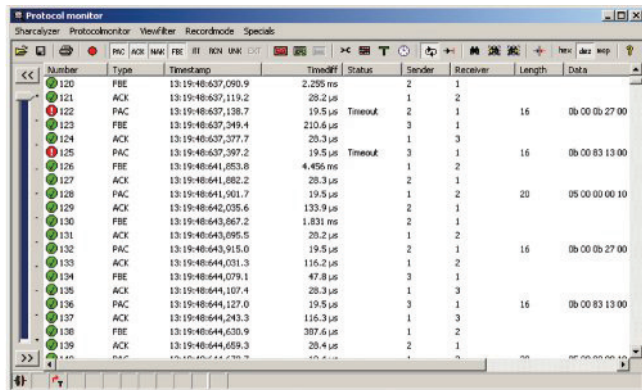 Protocol monitor
Sharcalyzer Protocolmonitor Viewfilter Recordmode Specials
PAC ACK NAK FBE ITT RCN UNK EXT hex dez
Number Type Timestamp Timediff Status Sender Receiver Length Data
120 FBE 13:19:48:637,090.9 2.255 ms 2 1
121 ACK 13:19:48:637,119.2 28.2 µs 1 2
122 PAC 13:19:48:637,138.7 19.5 µs Timeout 2 1 16 0b 00 0b 27 00
123 FBE 13:19:48:637,349.4 210.6 µs 3 1
124 ACK 13:19:48:637,377.7 28.3 µs 1 3
125 PAC 13:19:48:637,397.2 19.5 µs Timeout 3 1 16 0b 00 83 13 00
126 FBE 13:19:48:641,853.8 4.456 ms 1 2
127 ACK 13:19:48:641,882.2 28.3 µs 2 1
128 PAC 13:19:48:641,901.7 19.5 µs 1 2 20 05 00 00 00 10
129 ACK 13:19:48:642,035.6 133.9 µs 2 1
130 FBE 13:19:48:643,867.2 1.831 ms 2 1
131 ACK 13:19:48:643,895.5 28.2 µs 1 2
132 PAC 13:19:48:643,915.0 19.5 µs 2 1 16 0b 00 0b 27 00
133 ACK 13:19:48:644,031.3 116.2 µs 1 2
134 FBE 13:19:48:644,079.1 47.8 µs 3 1
135 ACK 13:19:48:644,107.4 28.3 µs 1 3
136 PAC 13:19:48:644,127.0 19.5 µs 3 1 16 0b 00 83 13 00
137 ACK 13:19:48:644,243.3 116.3 µs 1 3
138 FBE 13:19:48:644,630.9 387.6 µs 1 2
139 ACK 13:19:48:644,659.3 28.4 µs 2 1